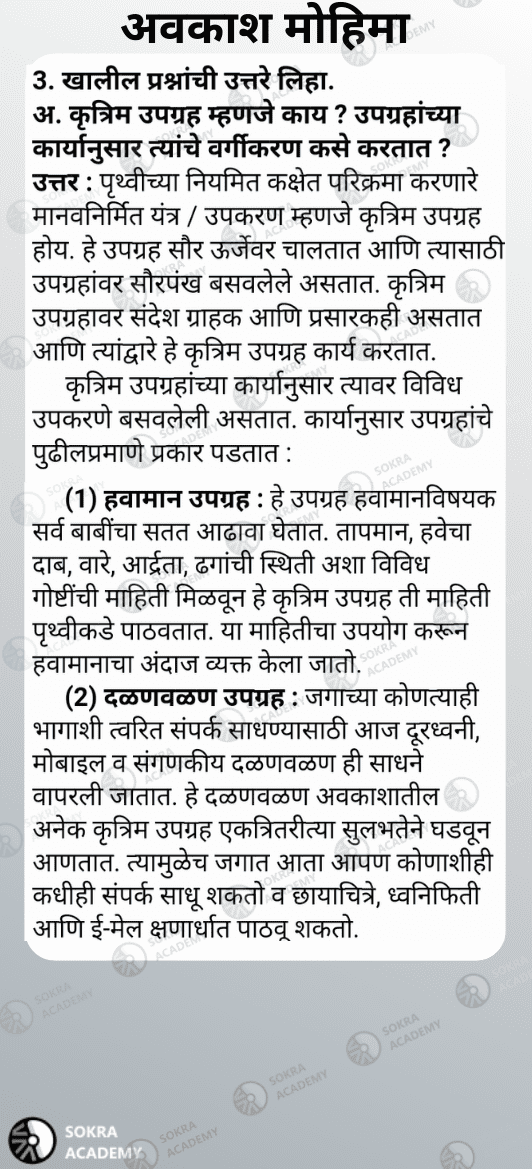 अवकाश मोहिमा
3. खालील प्रश्नांची उत्तरे लिहा.
अ. कृत्रिम उपग्रह म्हणजे काय ? उपग्रहांच्या
कार्यानुसार त्यांचे वर्गीकरण कसे करतात ?
उत्तर : पृथ्वीच्या नियमित कक्षेत परिक्रमा करणारे
मानवनिर्मित यंत्र / उपकरण म्हणजे कृत्रिम उपग्रह
होय. हे उपग्रह सौर ऊर्जेवर चालतात आणि त्यासाठी
उपग्रहांवर सौरपंख बसवलेले असतात. कृत्रिम
उपग्रहावर संदेश ग्राहक आणि प्रसारकही असतात
आणि त्यांद्वारे हे कृत्रिम उपग्रह कार्य करतात.
कृत्रिम उपग्रहांच्या कार्यानुसार त्यावर विविध
उपकरणे बसवलेली असतात. कार्यानुसार उपग्रहांचे
पुढीलप्रमाणे प्रकार पडतात :
(1) हवामान उपग्रह : हे उपग्रह हवामानविषयक
सर्व बाबींचा सतत आढावा घेतात. तापमान, हवेचा
दाब, वारे, आर्द्रता, ढगांची स्थिती अशा विविध
गोष्टींची माहिती मिळवून हे कृत्रिम उपग्रह ती माहिती
पृथ्वीकडे पाठवतात. या माहितीचा उपयोग करून
हवामानाचा अंदाज व्यक्त केला जातो.
(2) दळणवळण उपग्रह : जगाच्या कोणत्याही
भागाशी त्वरित संपर्क साधण्यासाठी आज दूरध्वनी,
मोबाइल व संगणकीय दळणवळण ही साधने
वापरली जातात. हे दळणवळण अवकाशातील
अनेक कृत्रिम उपग्रह एकत्रितरीत्या सुलभतेने घडवून
आणतात. त्यामुळेच जगात आता आपण कोणाशीही
कधीही संपर्क साधू शकतो व छायाचित्रे, ध्वनिफिती
आणि ई-मेल क्षणार्धात पाठवू शकतो.
SOKRA
ACADEMY